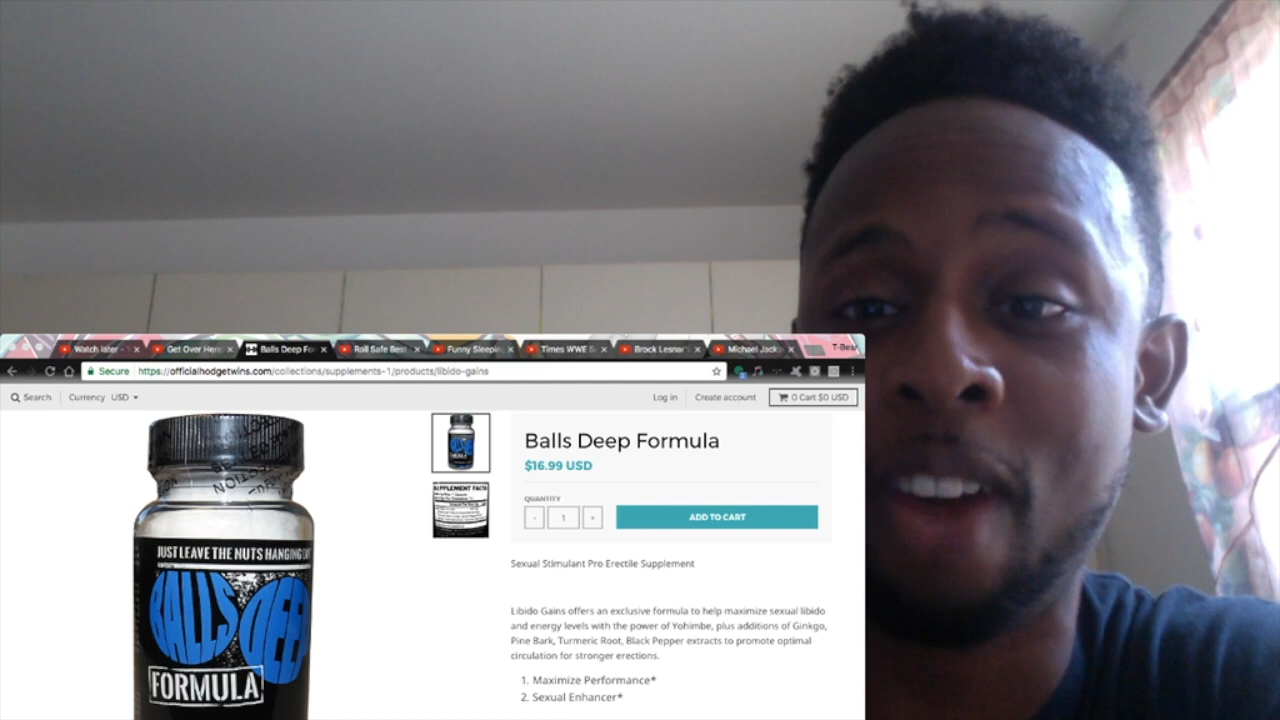 Watch later -
Get Over Here
Balls Deep Fo
Roll Safe Bes
Funny Sleepin
Times WWE S
Brock Lesnar
Michael Jack
T-Bear
Secure
https://officialhodgetwins.com/collections/supplements-1/products/libido-gains
Search
Currency USD
Log in
Create account
0 Cart $0 USD
Balls Deep Formula
$16.99 USD
QUANTITY
- 1 +
ADD TO CART
JUST LEAVE THE NUTS HANGING OUT
BALLS DEEP
FORMULA
SUPPLEMENT FACTS
Sexual Stimulant Pro Erectile Supplement
Libido Gains offers an exclusive formula to help maximize sexual libido
and energy levels with the power of Yohimbe, plus additions of Ginkgo,
Pine Bark, Turmeric Root, Black Pepper extracts to promote optimal
circulation for stronger erections.
1. Maximize Performance*
2. Sexual Enhancer*